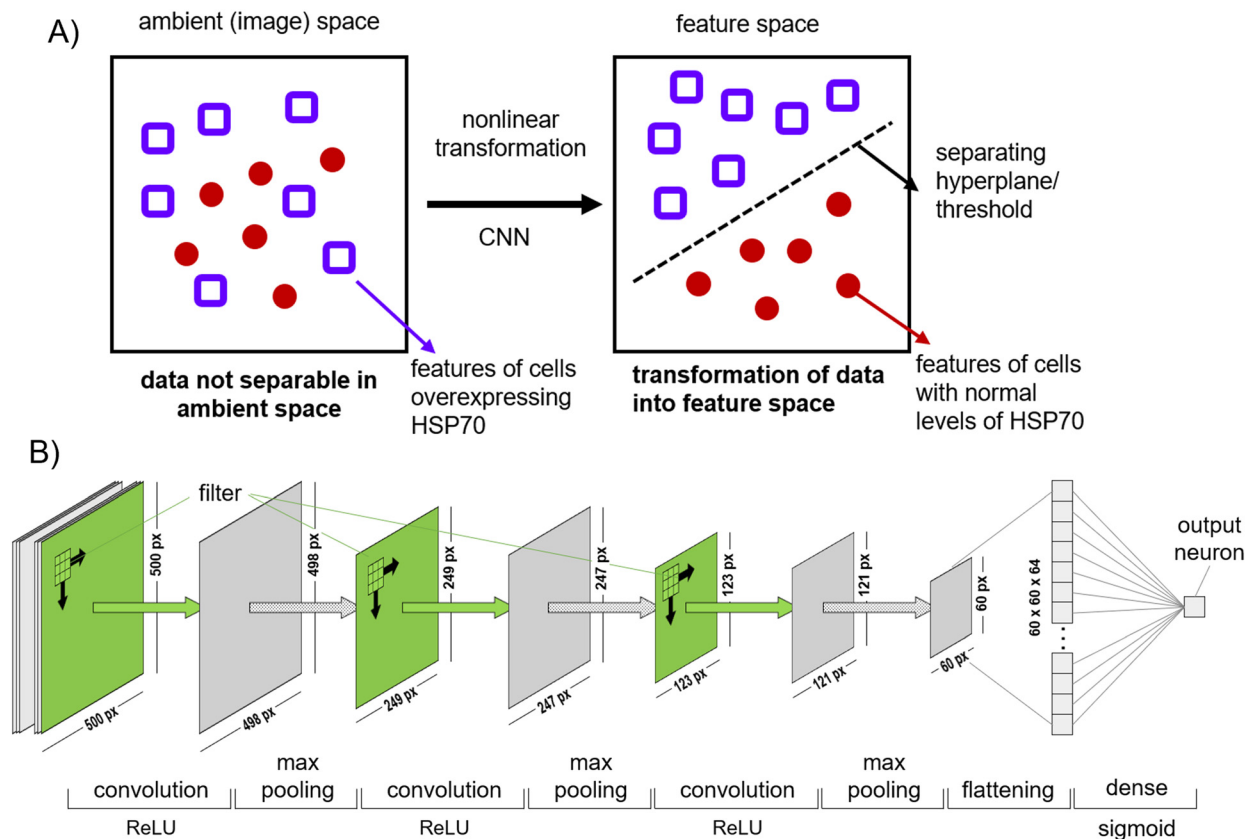 A)
ambient (image) space
feature space
nonlinear
transformation
CNN
separating
hyperplane/
threshold
data not separable in
ambient space
features of cells
overexpressing
HSP70
transformation of data
into feature space
features of cells
with normal
levels of HSP70
B)
filter
500 px
500 px
498 px
498 px
249 px
249 px
247 px
247 px
123 px
123 px
121 px
121 px
60 px
60 px
60 x 60 x 64
output
neuron
convolution
max
pooling
convolution
max
pooling
convolution
max
pooling
flattening
dense
ReLU
ReLU
ReLU
sigmoid